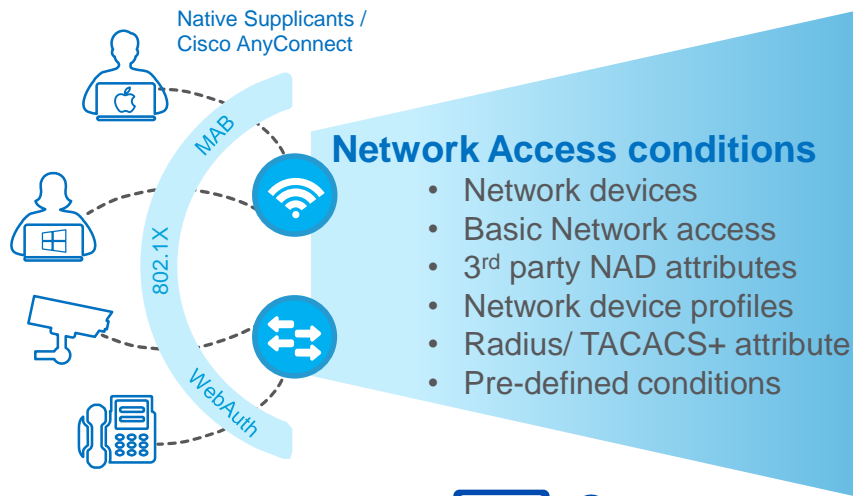 Native Supplicants /
Cisco AnyConnect
MAB
802.1X
WebAuth
Network Access conditions
• Network devices
• Basic Network access
• 3rd party NAD attributes
• Network device profiles
• Radius/ TACACS+ attribute
• Pre-defined conditions